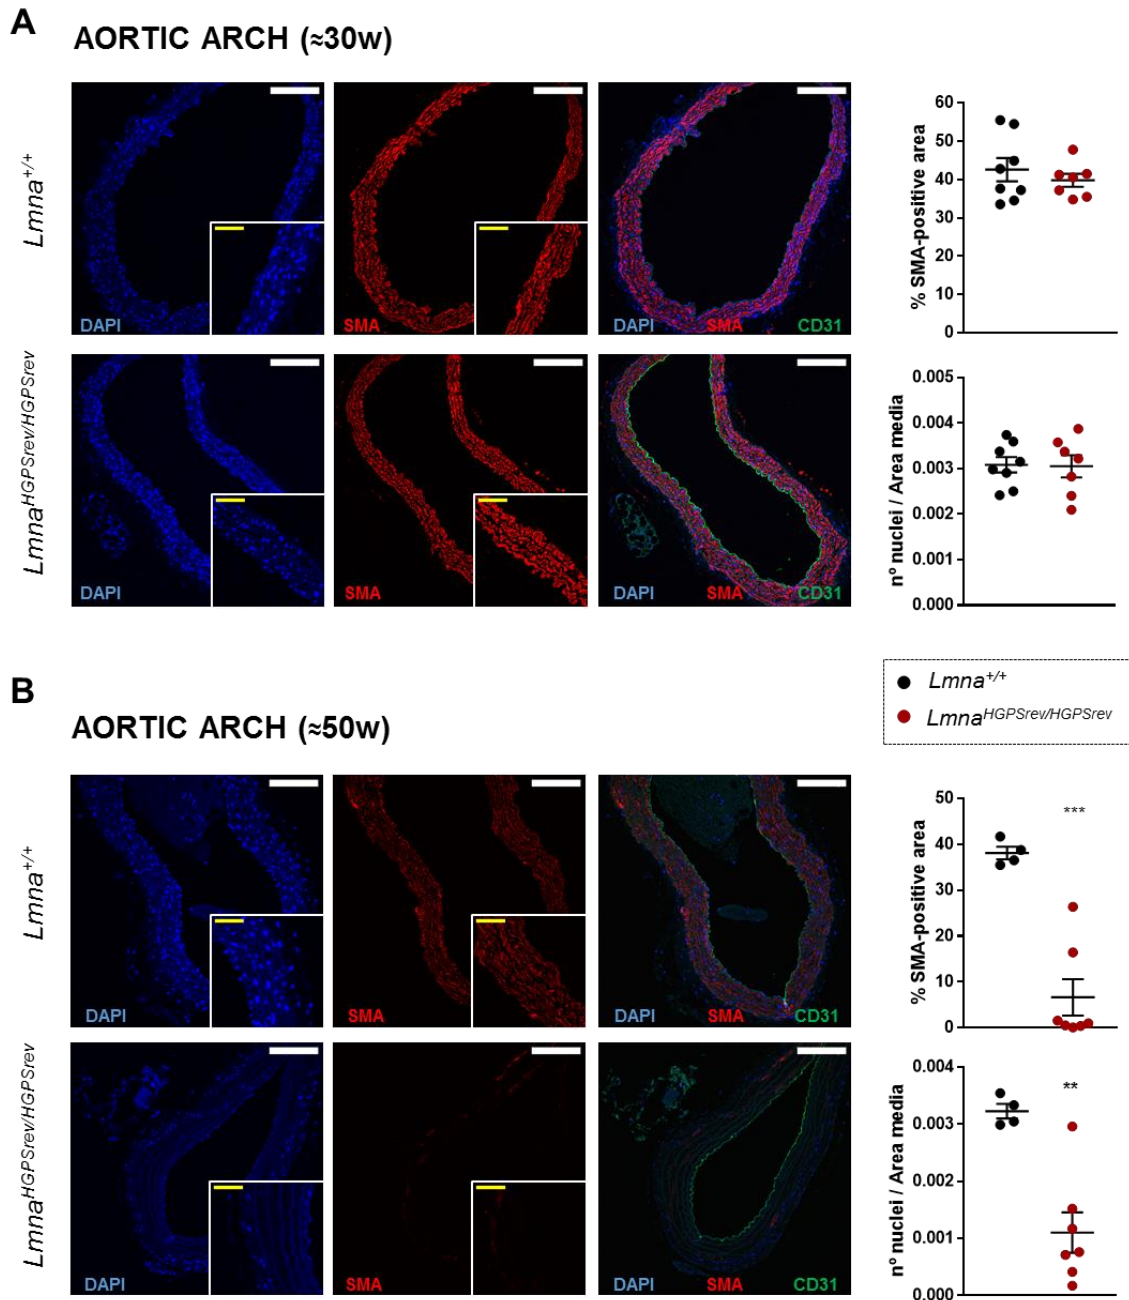 A
AORTIC ARCH (≈30w)
Lmna+/+
DAPI
SMA
DAPI SMA CD31
% SMA-positive area
60
50
40
30
20
10
0
LmnaHGPSrev/HGPSrev
DAPI
SMA
DAPI SMA CD31
nº nuclei / Area media
0.005
0.004
0.003
0.002
0.001
0.000
Lmna+/+
LmnaHGPSrev/HGPSrev
B
AORTIC ARCH (≈50w)
Lmna+/+
DAPI
SMA
DAPI SMA CD31
% SMA-positive area
50
40
30
20
10
0
***
LmnaHGPSrev/HGPSrev
DAPI
SMA
DAPI SMA CD31
nº nuclei / Area media
0.004
0.003
0.002
0.001
0.000
**